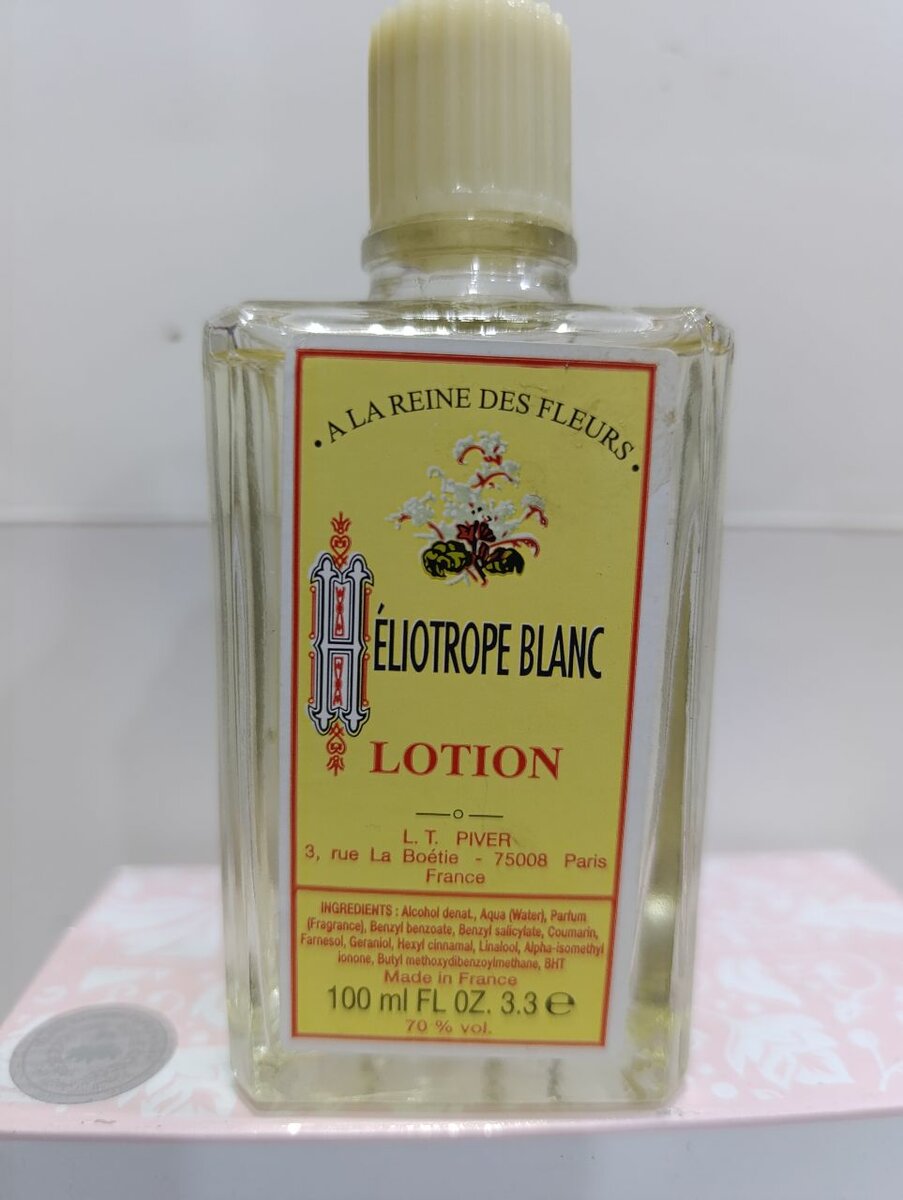 • A LA REINE DES FLEURS •
HÉLIOTROPE BLANC
LOTION
L. T. PIVER
3, rue La Boétie - 75008 Paris
France
INGREDIENTS : Alcohol denat., Aqua (Water), Parfum
(Fragrance), Benzyl benzoate, Benzyl salicylate, Coumarin,
Farnesol, Geraniol, Hexyl cinnamal, Linalool, Alpha-isomethyl
ionone, Butyl methoxydibenzoylmethane, BHT
Made in France
100 ml FL OZ. 3.3 ℮
70 % vol.